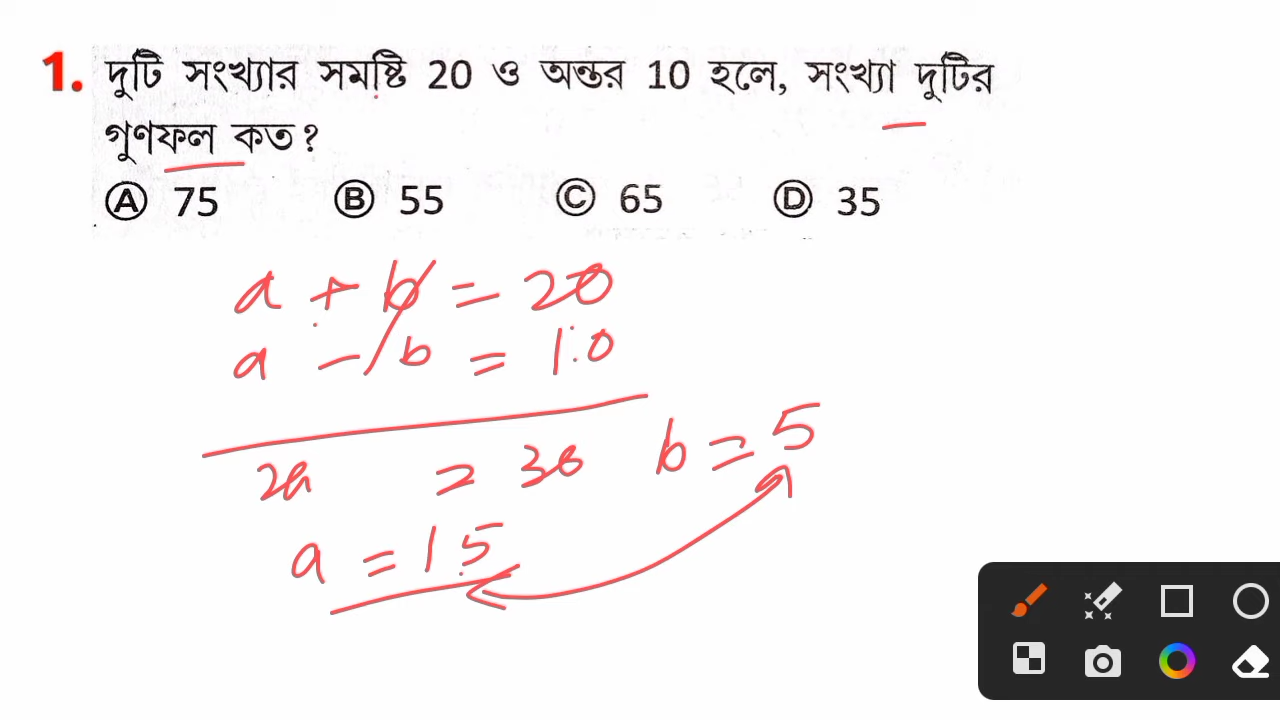 1. দুটি সংখ্যার সমষ্টি 20 ও অন্তর 10 হলে, সংখ্যা দুটির
গুণফল কত?
Ⓐ 75 Ⓑ 55 Ⓒ 65 Ⓓ 35
a + b = 20
a - b = 10
2a = 30
b = 5
a = 15